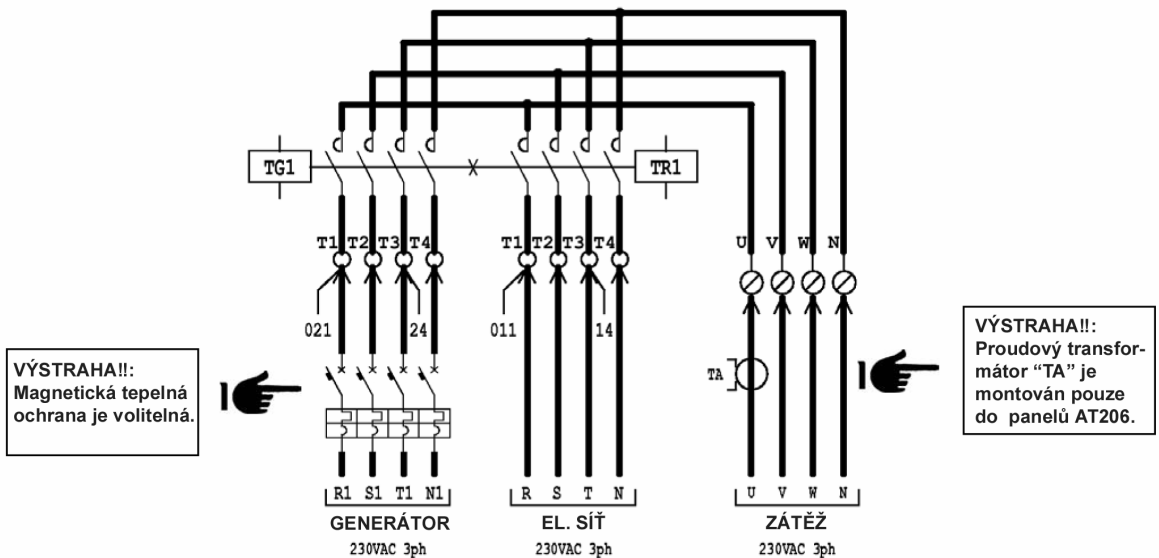 TG1 TR1
T1 T2 T3 T4 T1 T2 T3 T4 U V W N
021 24 011 14
VÝSTRAHA!!:
Magnetická tepelná
ochrana je volitelná.
TA
VÝSTRAHA!!:
Proudový transfor-
mátor “TA” je
montován pouze
do panelů AT206.
R1 S1 T1 N1 R S T N U V W N
GENERÁTOR EL. SÍŤ ZÁTĚŽ
230VAC 3ph 230VAC 3ph 230VAC 3ph